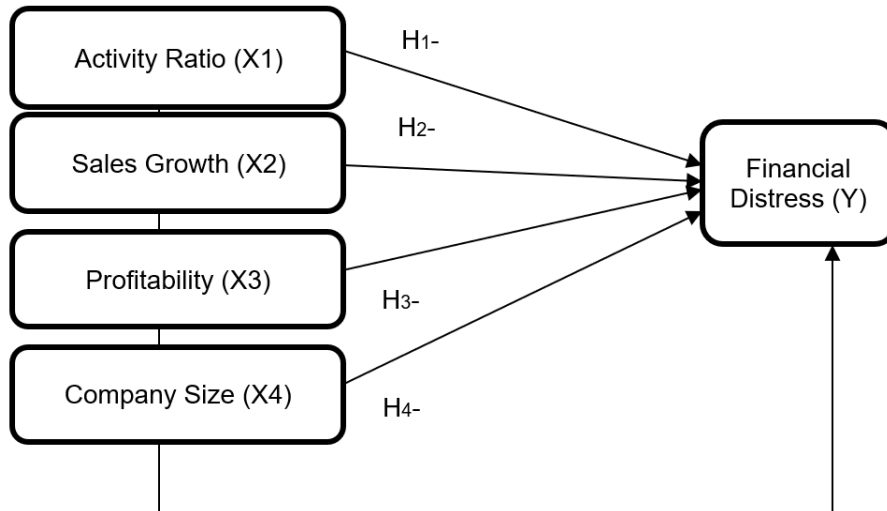 Activity Ratio (X1)
H1-
Sales Growth (X2)
H2-
Financial
Distress (Y)
Profitability (X3)
H3-
Company Size (X4)
H4-